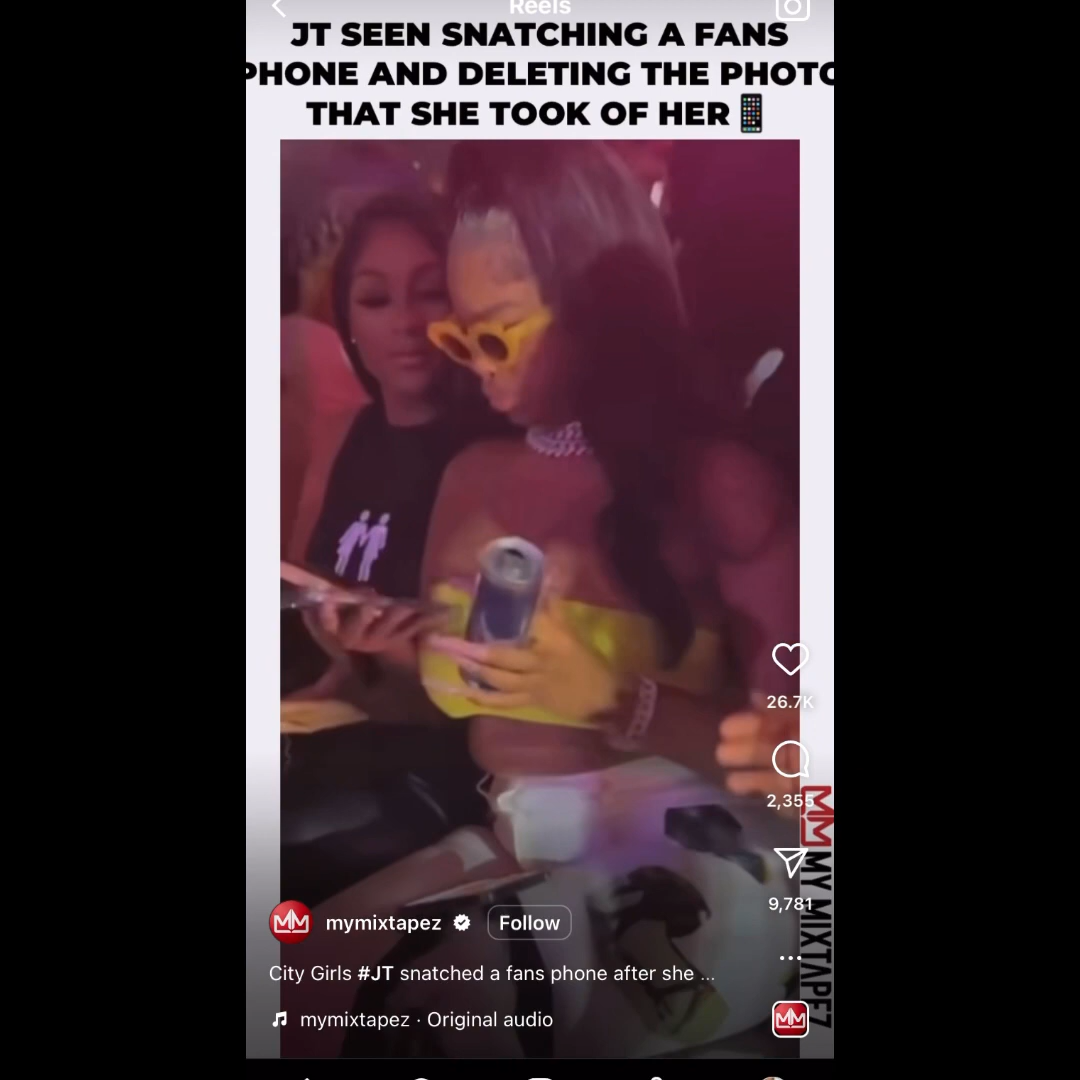 Reels
JT SEEN SNATCHING A FANS
PHONE AND DELETING THE PHOTO
THAT SHE TOOK OF HER
26.7K
2,355
9,781
MM MY MIXTAPEZ
mymixtapez
Follow
City Girls #JT snatched a fans phone after she ...
mymixtapez · Original audio